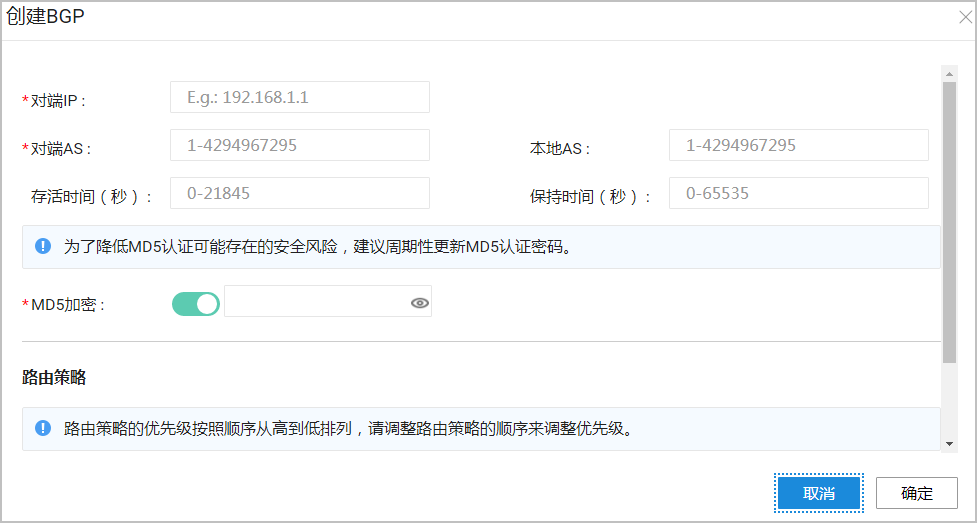 创建BGP
*对端IP :
E.g.: 192.168.1.1
*对端AS :
1-4294967295
本地AS :
1-4294967295
存活时间（秒）:
0-21845
保持时间（秒）:
0-65535
为了降低MD5认证可能存在的安全风险，建议周期性更新MD5认证密码。
*MD5加密 :
路由策略
路由策略的优先级按照顺序从高到低排列，请调整路由策略的顺序来调整优先级。
取消
确定